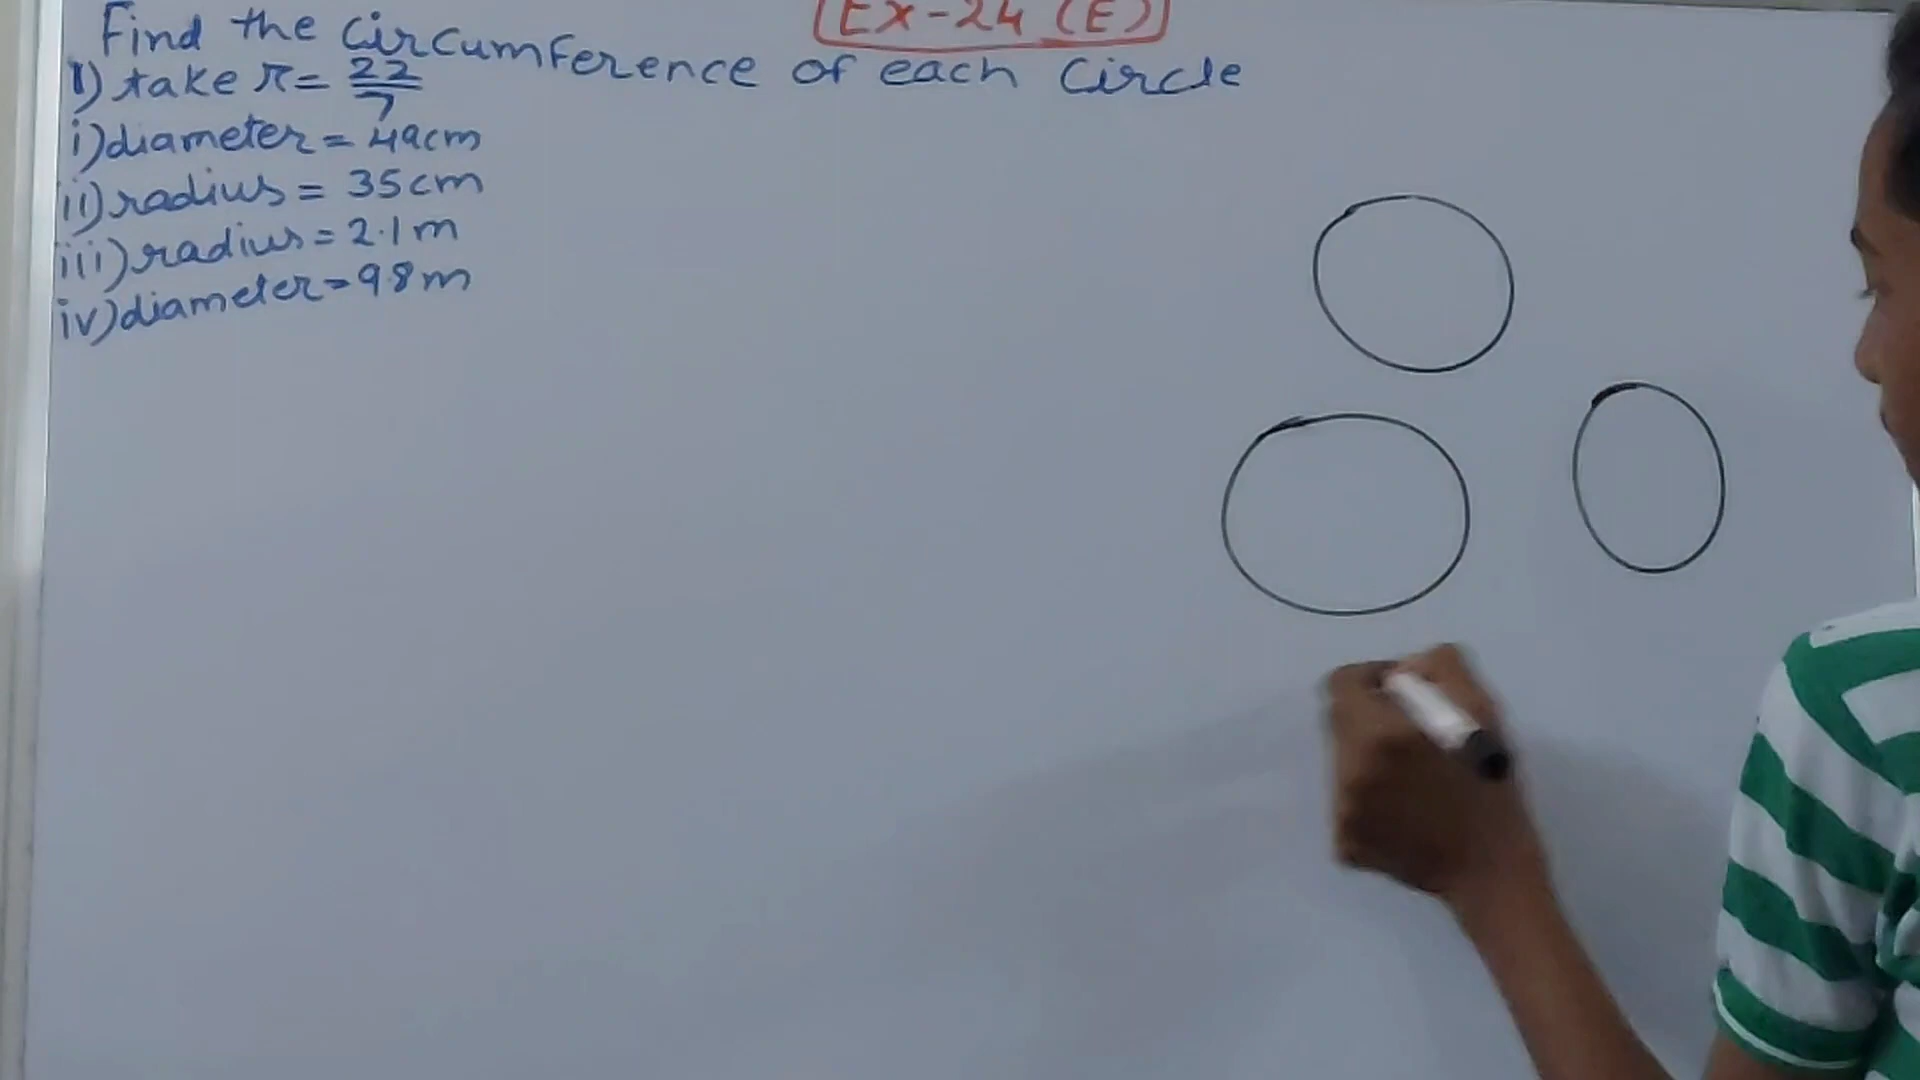 Ex-24 (E)
Find the circumference of each circle
1) take π = 22/7
i) diameter = 49cm
ii) radius = 35cm
iii) radius = 2.1m
iv) diameter = 9.8m